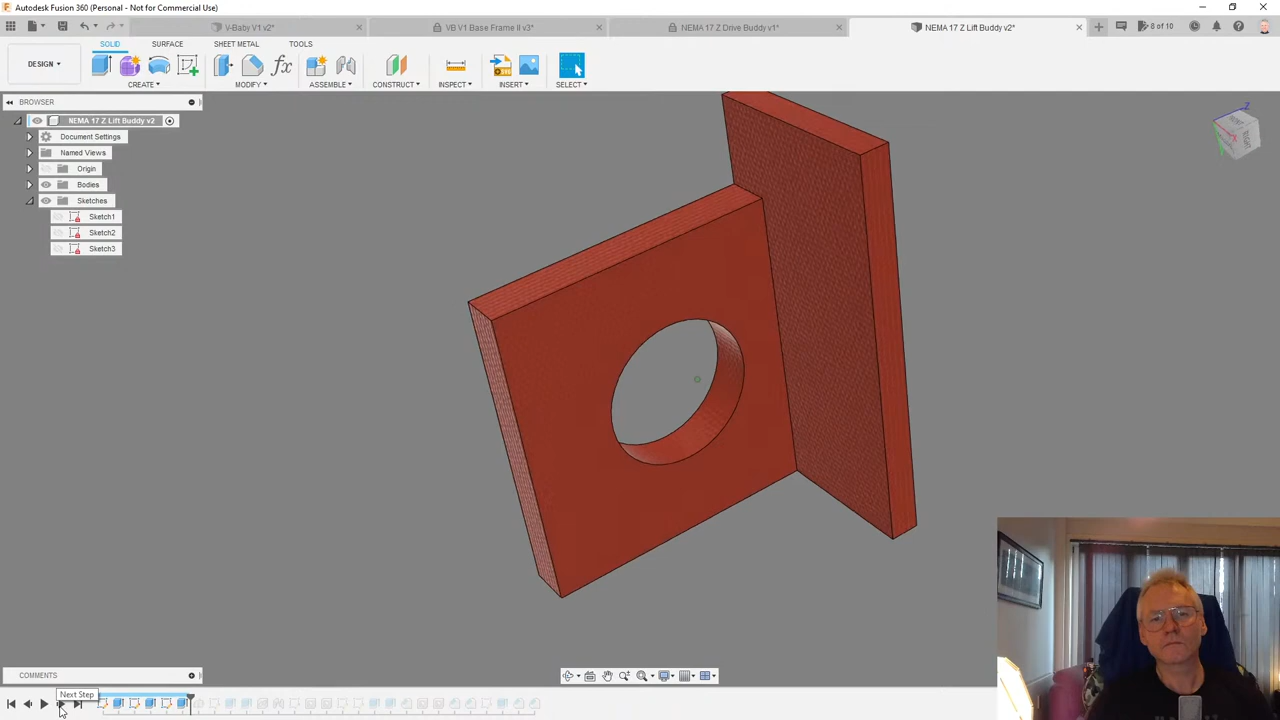 Autodesk Fusion 360 (Personal - Not for Commercial Use)
V-Baby V1 v2*
VB V1 Base Frame II v3*
NEMA 17 Z Drive Buddy v1*
NEMA 17 Z Lift Buddy v2*
8 of 10
SOLID
SURFACE
SHEET METAL
TOOLS
DESIGN
CREATE
MODIFY
ASSEMBLE
CONSTRUCT
INSPECT
INSERT
SELECT
BROWSER
NEMA 17 Z Lift Buddy v2
Document Settings
Named Views
Origin
Bodies
Sketches
Sketch1
Sketch2
Sketch3
Z
COMMENTS
Next Step